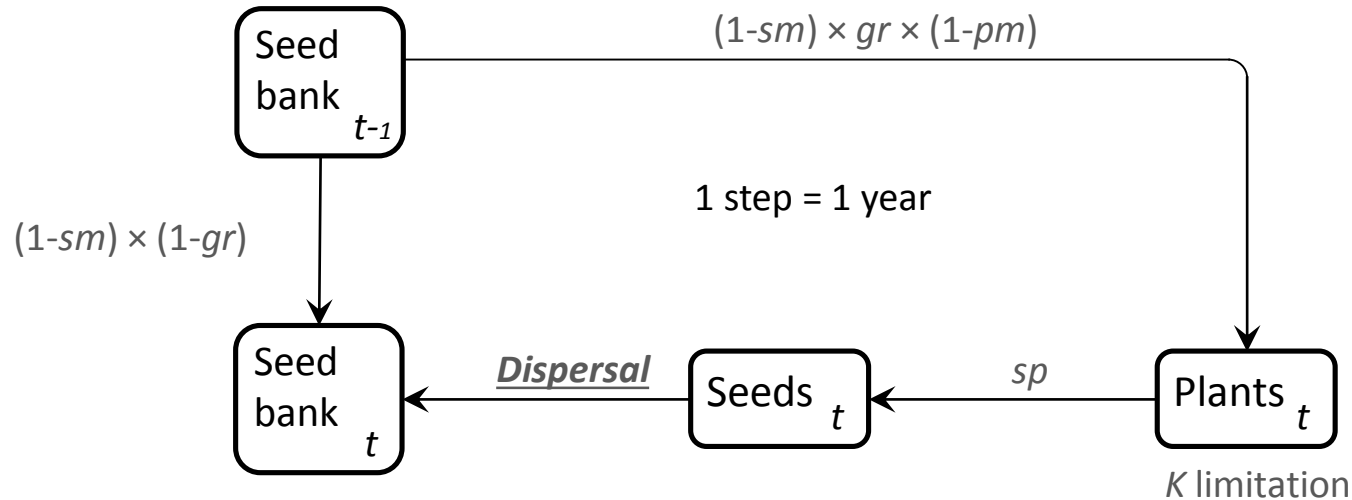 Seed
bank
t-1
(1-sm) × gr × (1-pm)
1 step = 1 year
(1-sm) × (1-gr)
Seed
bank
t
Dispersal
Seeds t
sp
Plants t
K limitation